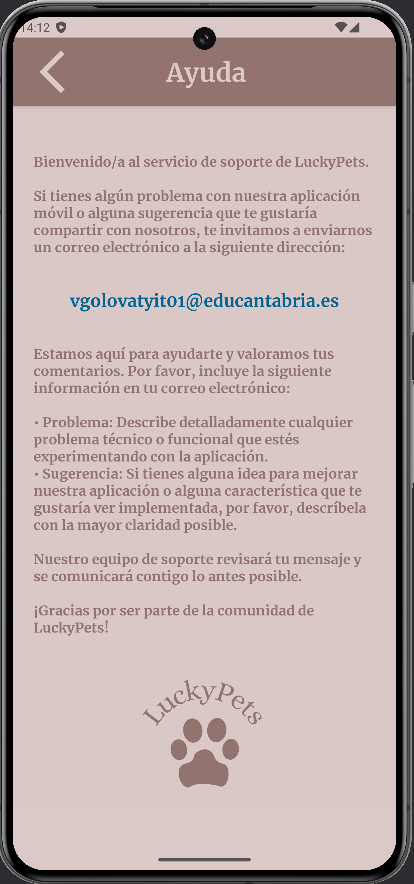 14:12
Ayuda
Bienvenido/a al servicio de soporte de LuckyPets.
Si tienes algún problema con nuestra aplicación
móvil o alguna sugerencia que te gustaría
compartir con nosotros, te invitamos a enviarnos
un correo electrónico a la siguiente dirección:
vgolovatyit01@educantabria.es
Estamos aquí para ayudarte y valoramos tus
comentarios. Por favor, incluye la siguiente
información en tu correo electrónico:
• Problema: Describe detalladamente cualquier
problema técnico o funcional que estés
experimentando con la aplicación.
• Sugerencia: Si tienes alguna idea para mejorar
nuestra aplicación o alguna característica que te
gustaría ver implementada, por favor, descríbela
con la mayor claridad posible.
Nuestro equipo de soporte revisará tu mensaje y
se comunicará contigo lo antes posible.
¡Gracias por ser parte de la comunidad de
LuckyPets!
LuckyPets